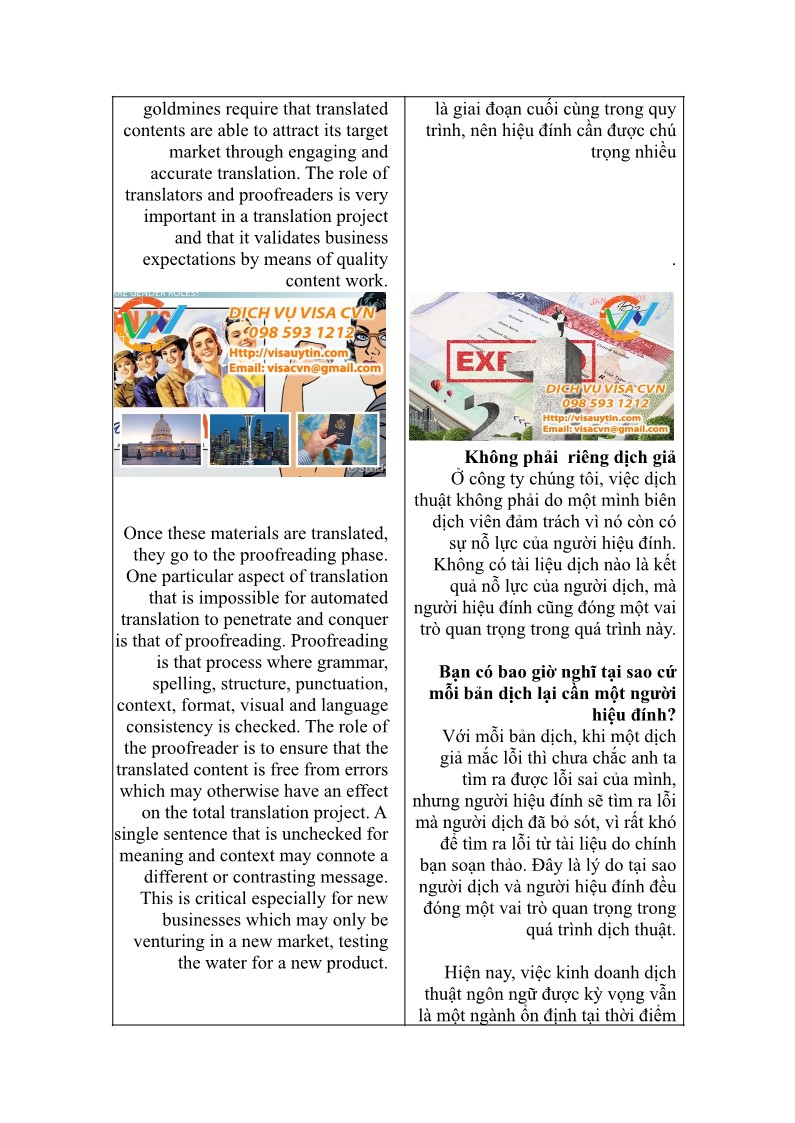 goldmines require that translated
contents are able to attract its target
market through engaging and
accurate translation. The role of
translators and proofreaders is very
important in a translation project
and that it validates business
expectations by means of quality
content work.
ARE GENDER ROLES?
DỊCH VỤ VISA CVN
098 593 1212
Http://visauytin.com
Email: visacvn@gmail.com
Once these materials are translated,
they go to the proofreading phase.
One particular aspect of translation
that is impossible for automated
translation to penetrate and conquer
is that of proofreading. Proofreading
is that process where grammar,
spelling, structure, punctuation,
context, format, visual and language
consistency is checked. The role of
the proofreader is to ensure that the
translated content is free from errors
which may otherwise have an effect
on the total translation project. A
single sentence that is unchecked for
meaning and context may connote a
different or contrasting message.
This is critical especially for new
businesses which may only be
venturing in a new market, testing
the water for a new product.
là giai đoạn cuối cùng trong quy
trình, nên hiệu đính cần được chú
trọng nhiều
.
DỊCH VỤ VISA CVN
098 593 1212
Http://visauytin.com
Email: visacvn@gmail.com
Không phải  riêng dịch giả
Ở công ty chúng tôi, việc dịch
thuật không phải do một mình biên
dịch viên đảm trách vì nó còn có
sự nỗ lực của người hiệu đính.
Không có tài liệu dịch nào là kết
quả nỗ lực của người dịch, mà
người hiệu đính cũng đóng một vai
trò quan trọng trong quá trình này.
Bạn có bao giờ nghĩ tại sao cứ
mỗi bản dịch lại cần một người
hiệu đính?
Với mỗi bản dịch, khi một dịch
giả mắc lỗi thì chưa chắc anh ta
tìm ra được lỗi sai của mình,
nhưng người hiệu đính sẽ tìm ra lỗi
mà người dịch đã bỏ sót, vì rất khó
để tìm ra lỗi từ tài liệu do chính
bạn soạn thảo. Đây là lý do tại sao
người dịch và người hiệu đính đều
đóng một vai trò quan trọng trong
quá trình dịch thuật.
Hiện nay, việc kinh doanh dịch
thuật ngôn ngữ được kỳ vọng vẫn
là một ngành ổn định tại thời điểm